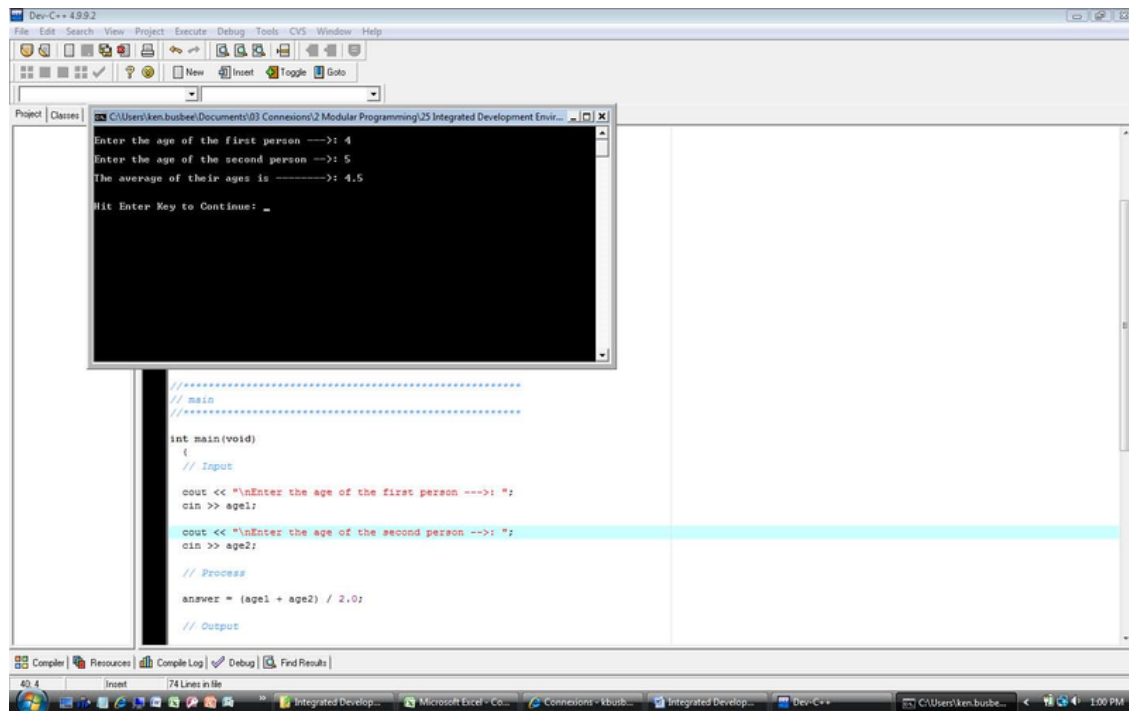 Dev-C++ 4.9.9.2
File Edit Search View Project Execute Debug Tools CVS Window Help
New Insert Toggle Goto
Project Classes
C:\Users\ken.busbee\Documents\03 Connexions\2 Modular Programming\25 Integrated Development Envir...
Enter the age of the first person --->: 4
Enter the age of the second person -->: 5
The average of their ages is -------->: 4.5
Hit Enter Key to Continue: _
//******************************************************
// main
//******************************************************
int main(void)
{
// Input
cout << "\nEnter the age of the first person --->: ";
cin >> age1;
cout << "\nEnter the age of the second person -->: ";
cin >> age2;
// Process
answer = (age1 + age2) / 2.0;
// Output
Compiler Resources Compile Log Debug Find Results
40: 4 Insert 74 Lines in file
Integrated Develop... Microsoft Excel - Co... Connexions - kbusb... Integrated Develop... Dev-C++ C:\Users\ken.busbe... 1:00 PM